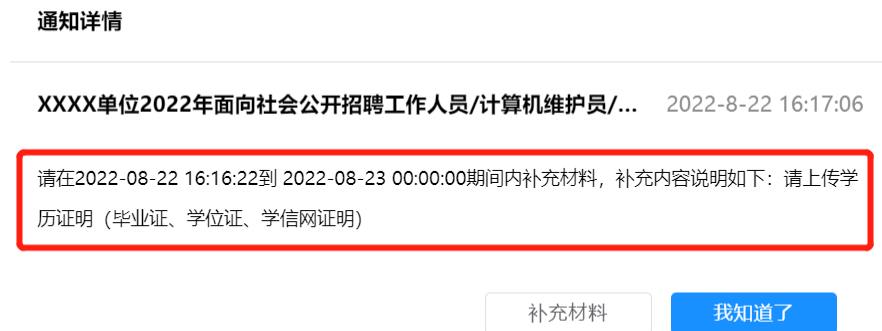 通知详情
XXXX单位2022年面向社会公开招聘工作人员/计算机维护员/... 2022-8-22 16:17:06
请在2022-08-22 16:16:22到 2022-08-23 00:00:00期间内补充材料，补充内容说明如下：请上传学
历证明（毕业证、学位证、学信网证明）
补充材料 我知道了